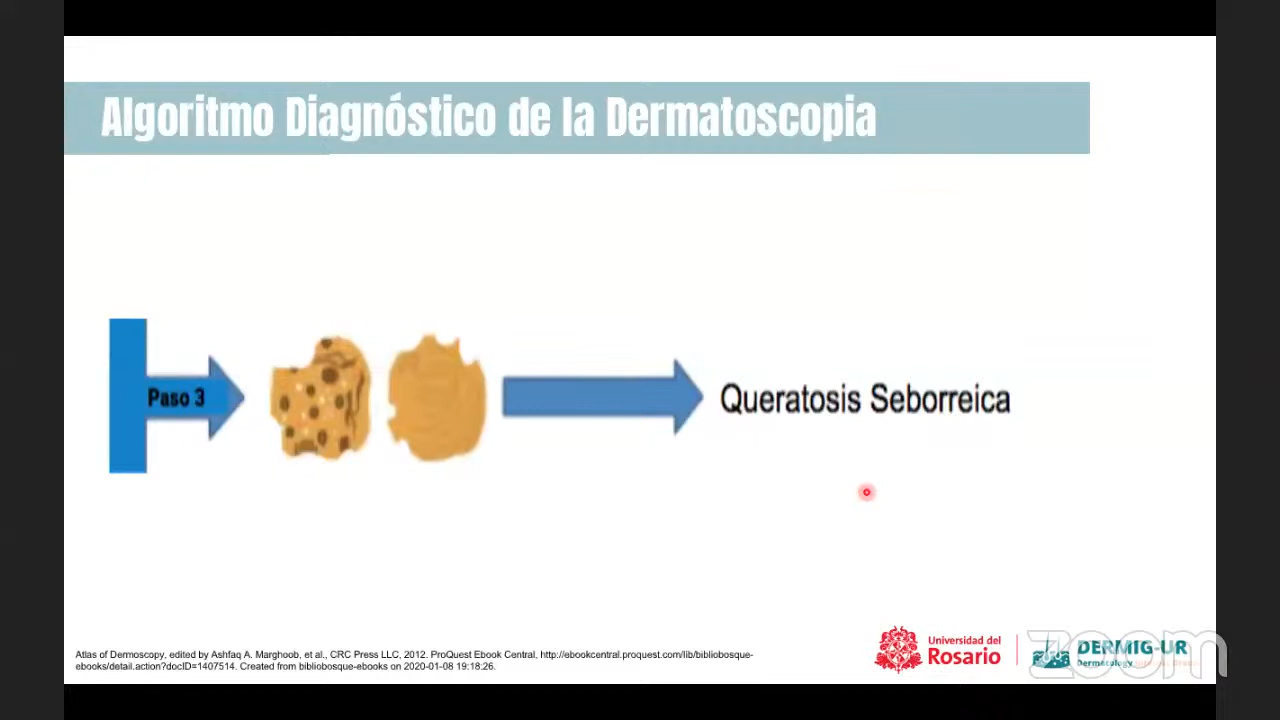 Algoritmo Diagnóstico de la Dermatoscopia
Paso 3
Queratosis Seborreica
Atlas of Dermoscopy, edited by Ashfaq A. Marghoob, et al., CRC Press LLC, 2012. ProQuest Ebook Central, http://ebookcentral.proquest.com/lib/bibliobosque-
ebooks/detail.action?docID=1407514. Created from bibliobosque-ebooks on 2020-01-08 19:18:26.
Universidad del
Rosario
DERMIG-UR
Dermatology
zoom